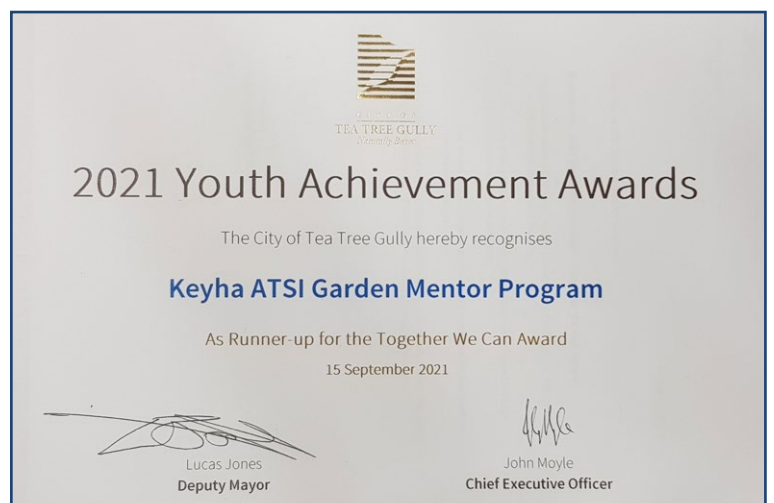 TEA TREE GULLY
Naturally Better
2021 Youth Achievement Awards
The City of Tea Tree Gully hereby recognises
Keyha ATSI Garden Mentor Program
As Runner-up for the Together We Can Award
15 September 2021
Lucas Jones
Deputy Mayor
John Moyle
Chief Executive Officer